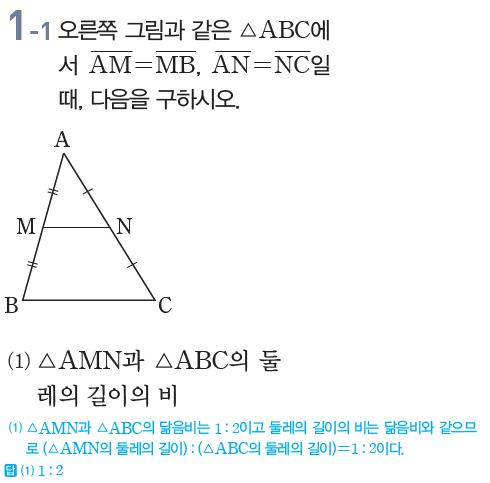 1-1 오른쪽 그림과 같은 △ABC에
서 AM=MB, AN=NC일
때, 다음을 구하시오.
A
M N
B C
(1) △AMN과 △ABC의 둘
레의 길이의 비
(1) △AMN과 △ABC의 닮음비는 1 : 2이고 둘레의 길이의 비는 닮음비와 같으므
로 (△AMN의 둘레의 길이) : (△ABC의 둘레의 길이)=1 : 2이다.
답 (1) 1 : 2